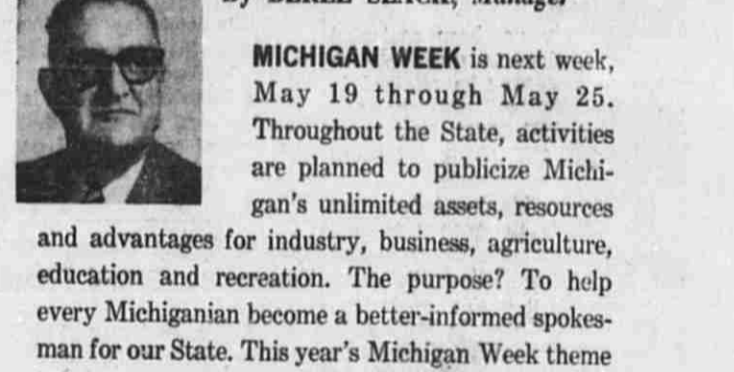 Manager
MICHIGAN WEEK is next week,
May 19 through May 25.
Throughout the State, activities
are planned to publicize Michi-
gan's unlimited assets, resources
and advantages for industry, business, agriculture,
education and recreation. The purpose? To help
every Michiganian become a better-informed spokes-
man for our State. This year's Michigan Week theme